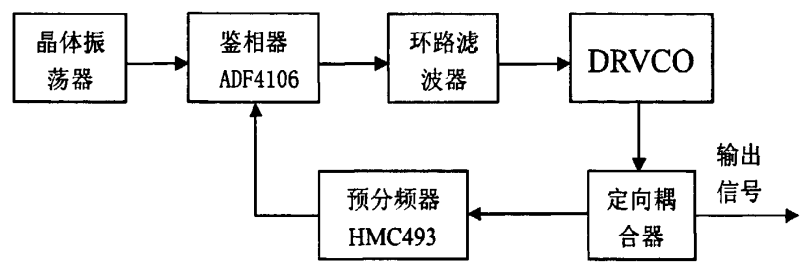 晶体振
荡器
鉴相器
ADF4106
环路滤
波器
DRVCO
输出
信号
预分频器
HMC493
定向耦
合器